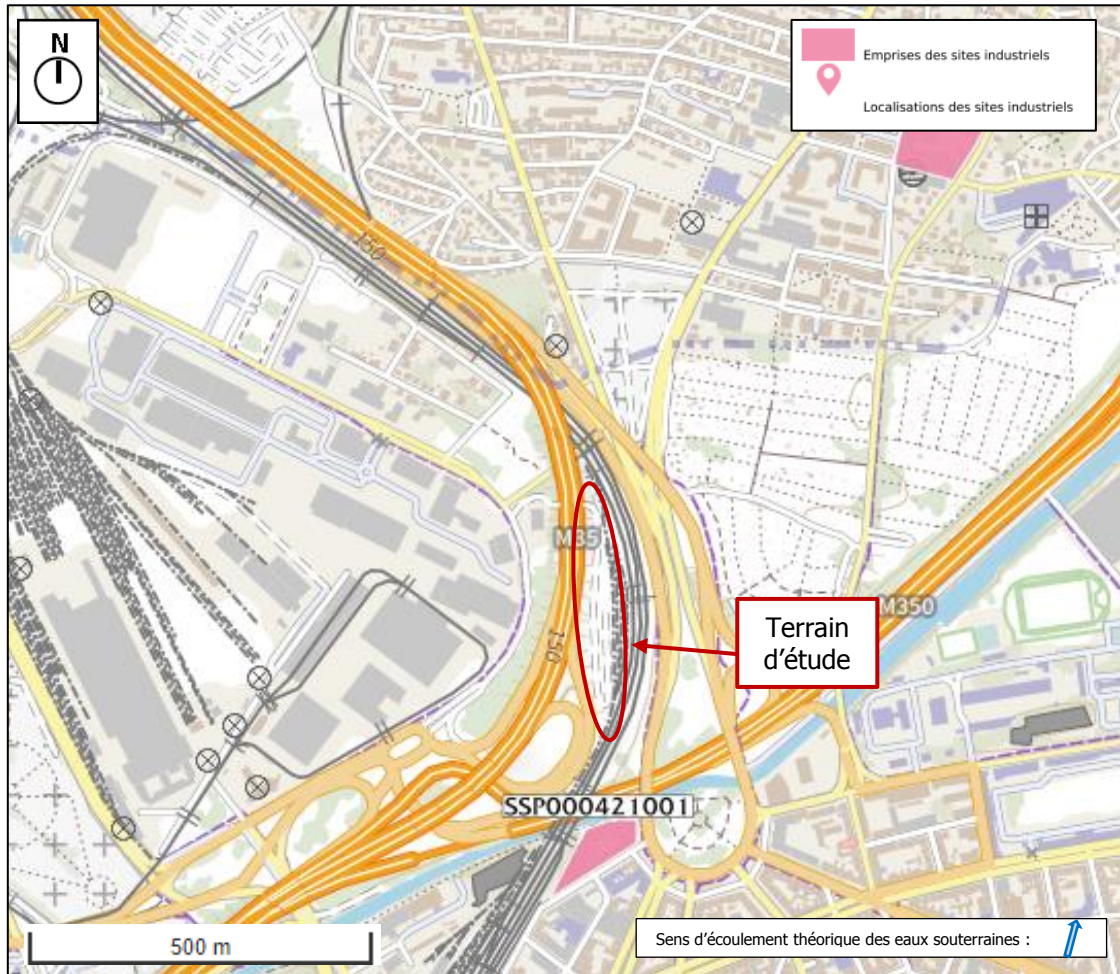 N
Emprises des sites industriels
Localisations des sites industriels
150
M35
M350
150
Terrain
d'étude
SSP000421001
500 m
Sens d'écoulement théorique des eaux souterraines :